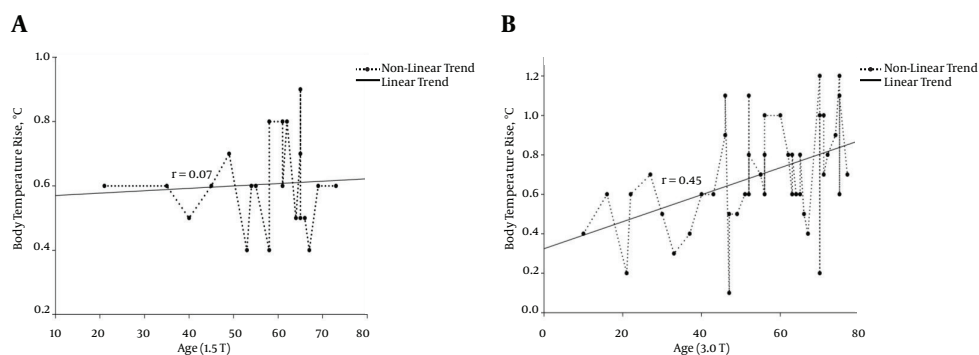 A
Body Temperature Rise, °C
1.0
0.8
0.6
0.4
0.2
r = 0.07
10
20
30
40
50
60
70
80
Age (1.5 T)
Non-Linear Trend
Linear Trend
B
Body Temperature Rise, °C
1.2
1.0
0.8
0.6
0.4
0.2
0.0
r = 0.45
0
20
40
60
80
Age (3.0 T)
Non-Linear Trend
Linear Trend